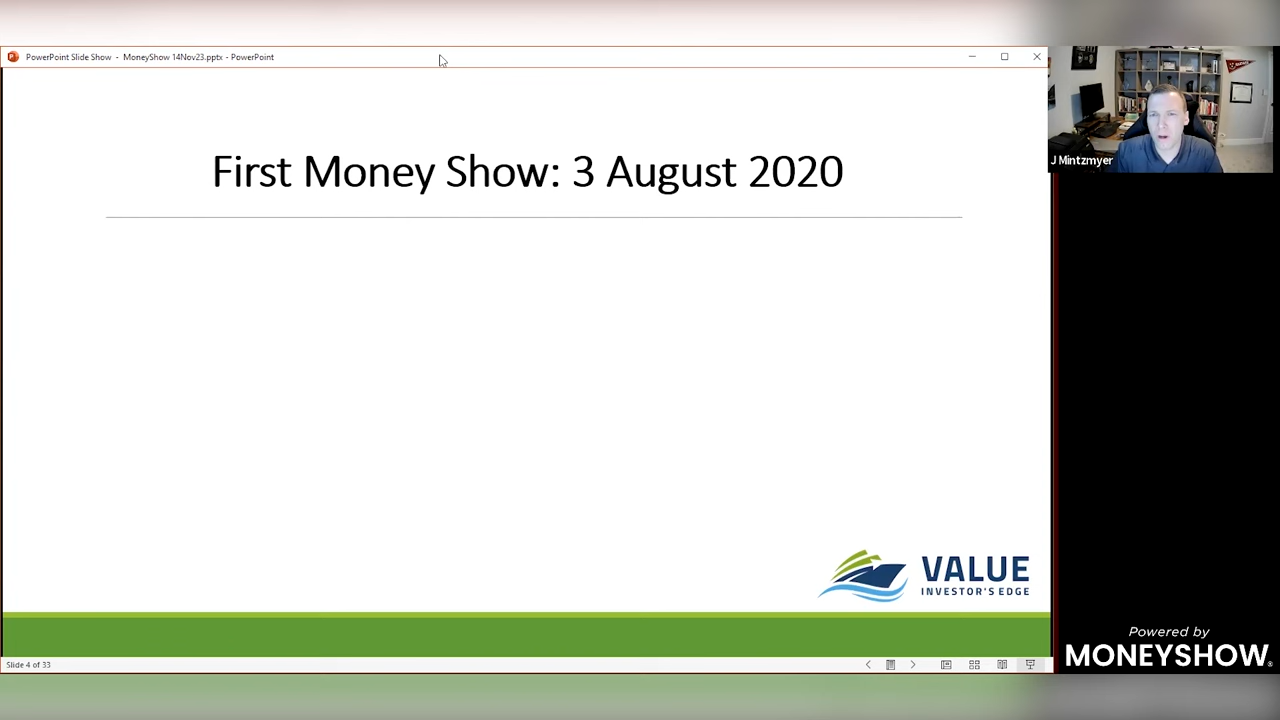 PowerPoint Slide Show - MoneyShow 14Nov23.pptx - PowerPoint
J Mintzmyer
First Money Show: 3 August 2020
VALUE
INVESTOR'S EDGE
Slide 4 of 33
Powered by
MONEYSHOW®